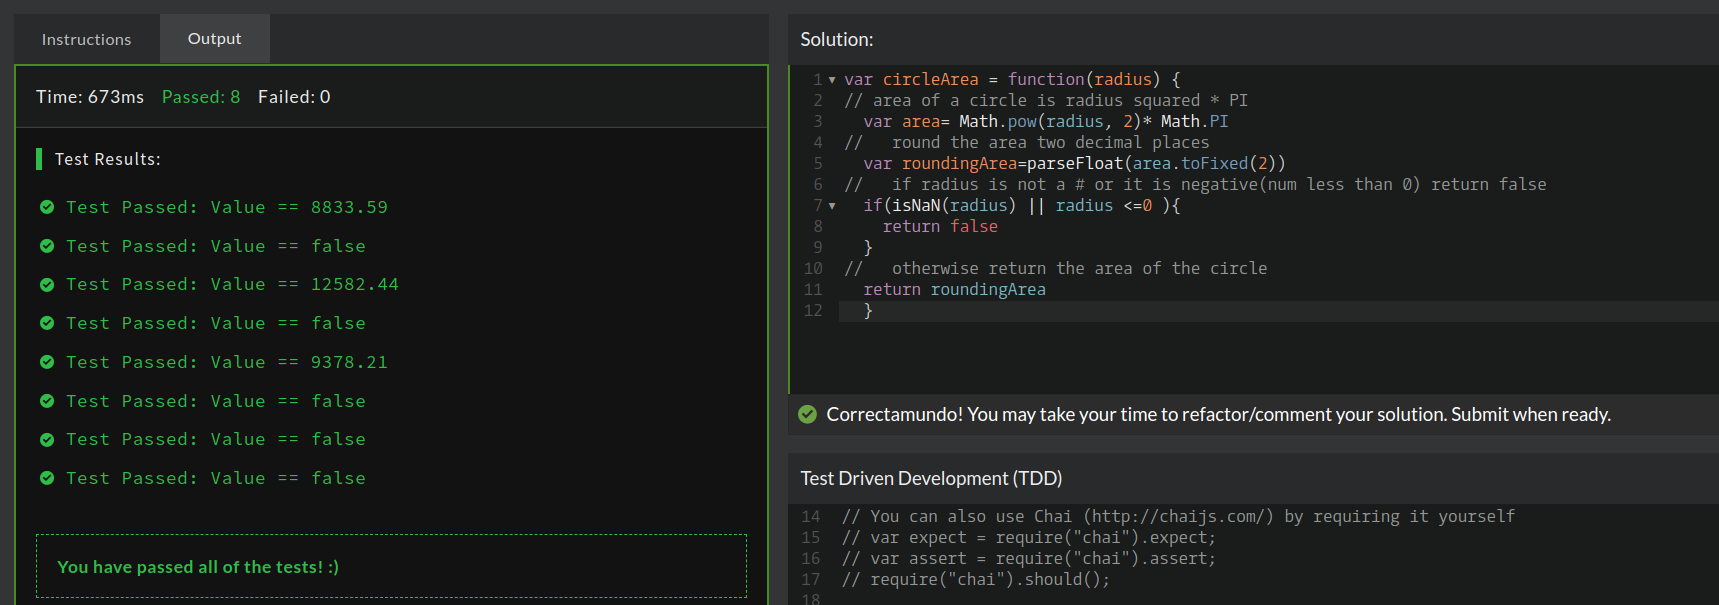 Instructions
Output
Time: 673ms Passed: 8 Failed: 0
Test Results:
Test Passed: Value == 8833.59
Test Passed: Value == false
Test Passed: Value == 12582.44
Test Passed: Value == false
Test Passed: Value == 9378.21
Test Passed: Value == false
Test Passed: Value == false
Test Passed: Value == false
You have passed all of the tests! :)
Solution:
1 var circleArea = function(radius) {
2 // area of a circle is radius squared * PI
3   var area= Math.pow(radius, 2)* Math.PI
4 //   round the area two decimal places
5   var roundingArea=parseFloat(area.toFixed(2))
6 //   if radius is not a # or it is negative(num less than 0) return false
7   if(isNaN(radius) || radius <=0 ){
8     return false
9   }
10 //   otherwise return the area of the circle
11   return roundingArea
12   }
Correctamundo! You may take your time to refactor/comment your solution. Submit when ready.
Test Driven Development (TDD)
14 // You can also use Chai (http://chaijs.com/) by requiring it yourself
15 // var expect = require("chai").expect;
16 // var assert = require("chai").assert;
17 // require("chai").should();
18